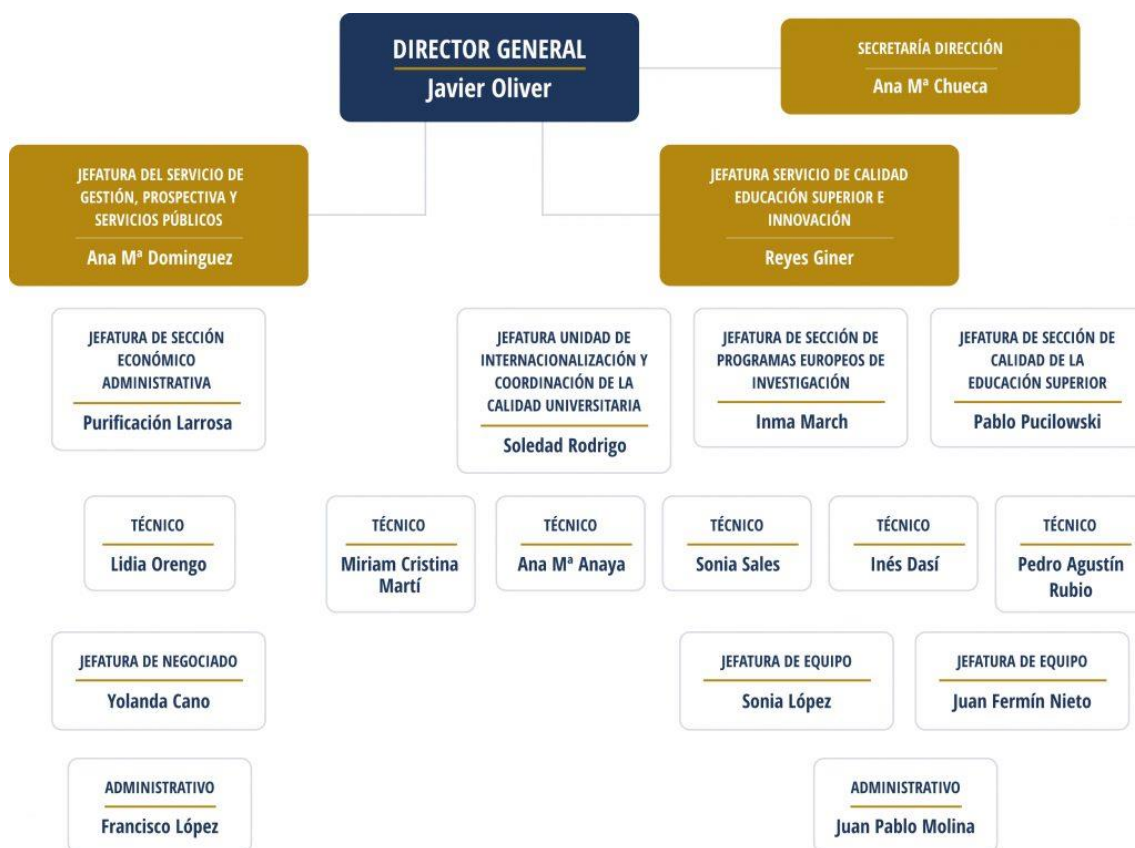 DIRECTOR GENERAL
Javier Oliver
SECRETARÍA DIRECCIÓN
Ana Mª Chueca
JEFATURA DEL SERVICIO DE
GESTIÓN, PROSPECTIVA Y
SERVICIOS PÚBLICOS
Ana Mª Dominguez
JEFATURA SERVICIO DE CALIDAD
EDUCACIÓN SUPERIOR E
INNOVACIÓN
Reyes Giner
JEFATURA DE SECCIÓN
ECONÓMICO
ADMINISTRATIVA
Purificación Larrosa
JEFATURA UNIDAD DE
INTERNACIONALIZACIÓN Y
COORDINACIÓN DE LA
CALIDAD UNIVERSITARIA
Soledad Rodrigo
JEFATURA DE SECCIÓN DE
PROGRAMAS EUROPEOS DE
INVESTIGACIÓN
Inma March
JEFATURA DE SECCIÓN DE
CALIDAD DE LA
EDUCACIÓN SUPERIOR
Pablo Pucilowski
TÉCNICO
Lidia Orengo
TÉCNICO
Miriam Cristina
Martí
TÉCNICO
Ana Mª Anaya
TÉCNICO
Sonia Sales
TÉCNICO
Inés Dasí
TÉCNICO
Pedro Agustín
Rubio
JEFATURA DE NEGOCIADO
Yolanda Cano
JEFATURA DE EQUIPO
Sonia López
JEFATURA DE EQUIPO
Juan Fermín Nieto
ADMINISTRATIVO
Francisco López
ADMINISTRATIVO
Juan Pablo Molina